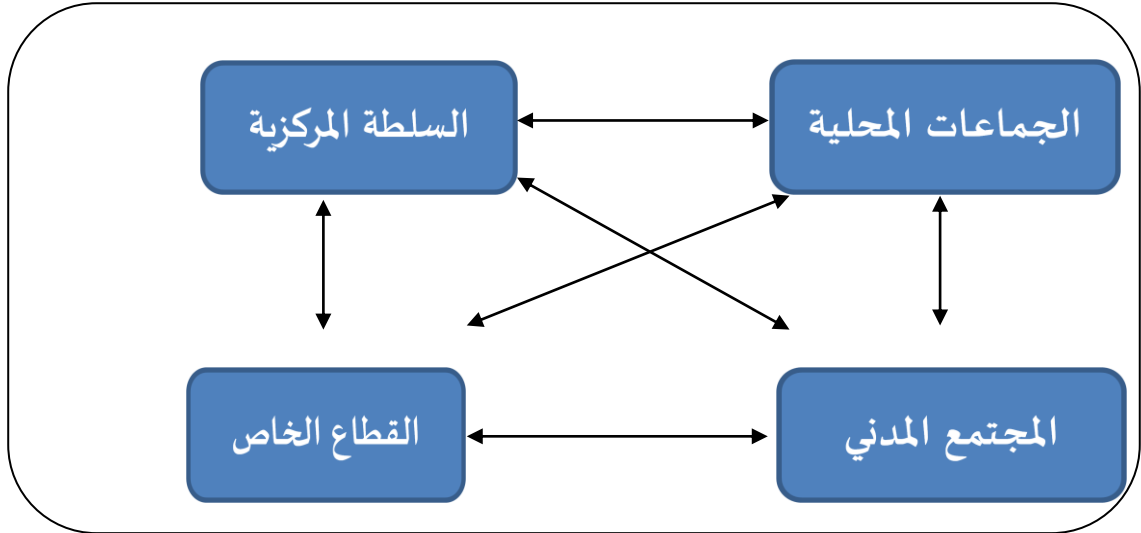 الجماعات المحلية
السلطة المركزية
المجتمع المدني
القطاع الخاص